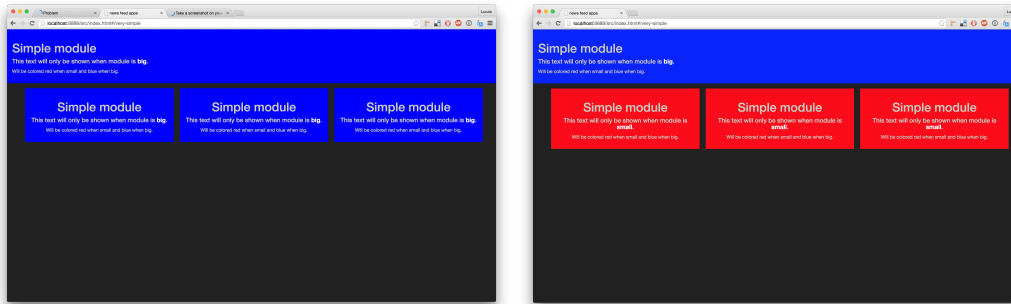 Problem
news feed apps
Take a screenshot on you
Lucas
localhost:8888/src/index.html#/very-simple
Simple module
This text will only be shown when module is big.
Will be colored red when small and blue when big.
Simple module
This text will only be shown when module is big.
Will be colored red when small and blue when big.
Simple module
This text will only be shown when module is big.
Will be colored red when small and blue when big.
Simple module
This text will only be shown when module is big.
Will be colored red when small and blue when big.
news feed apps
localhost:8888/src/index.html#/very-simple
Simple module
This text will only be shown when module is big.
Will be colored red when small and blue when big.
Simple module
This text will only be shown when module is
small.
Will be colored red when small and blue when big.
Simple module
This text will only be shown when module is
small.
Will be colored red when small and blue when big.
Simple module
This text will only be shown when module is
small.
Will be colored red when small and blue when big.